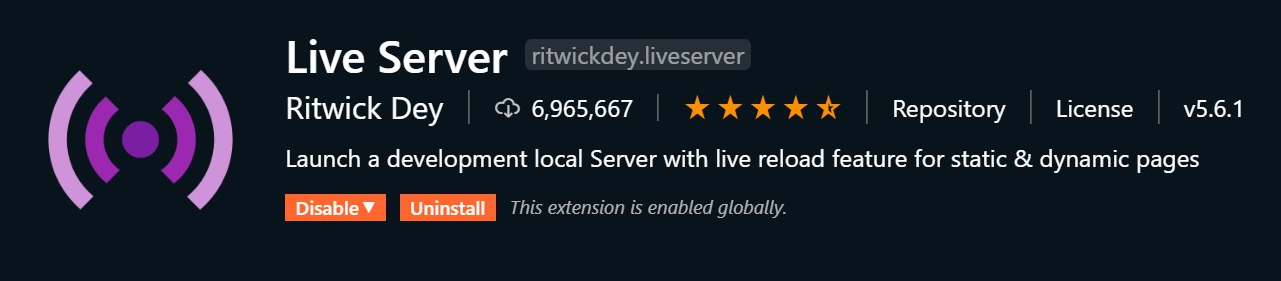 Live Server ritwickdey.liveserver
Ritwick Dey 6,965,667 Repository License v5.6.1
Launch a development local Server with live reload feature for static & dynamic pages
Disable Uninstall This extension is enabled globally.